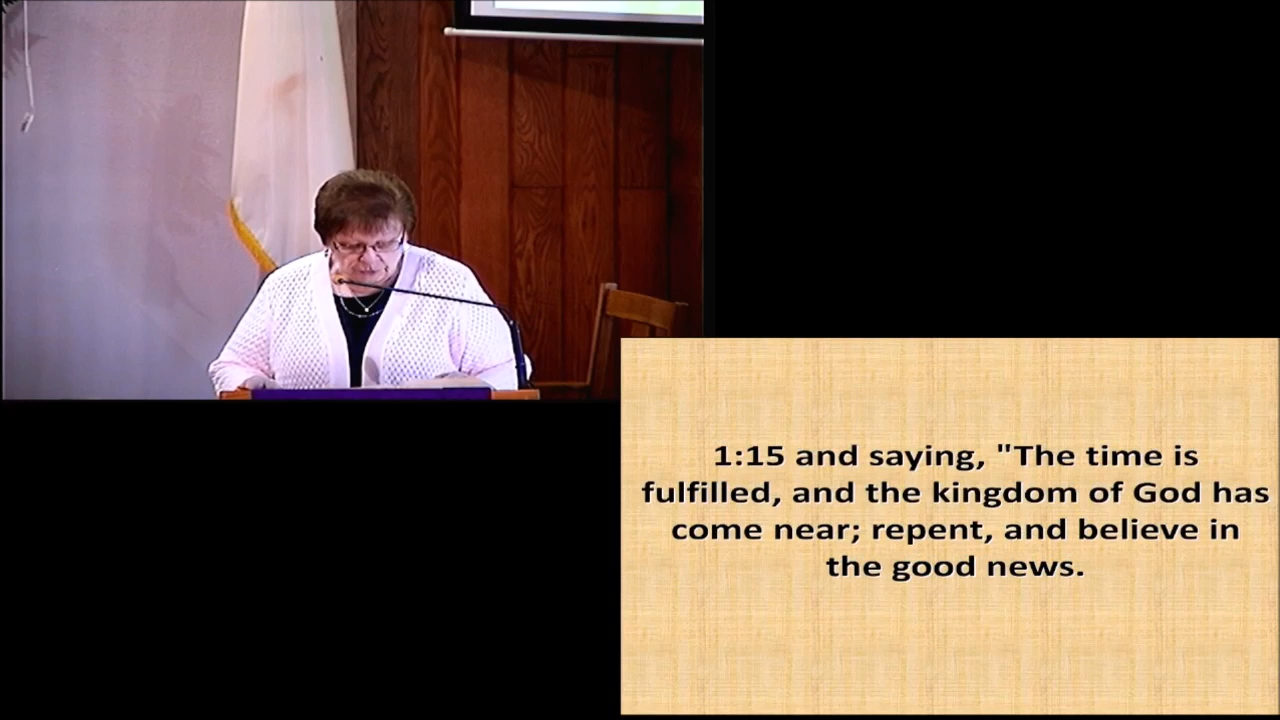 1:15 and saying, "The time is
fulfilled, and the kingdom of God has
come near; repent, and believe in
the good news.